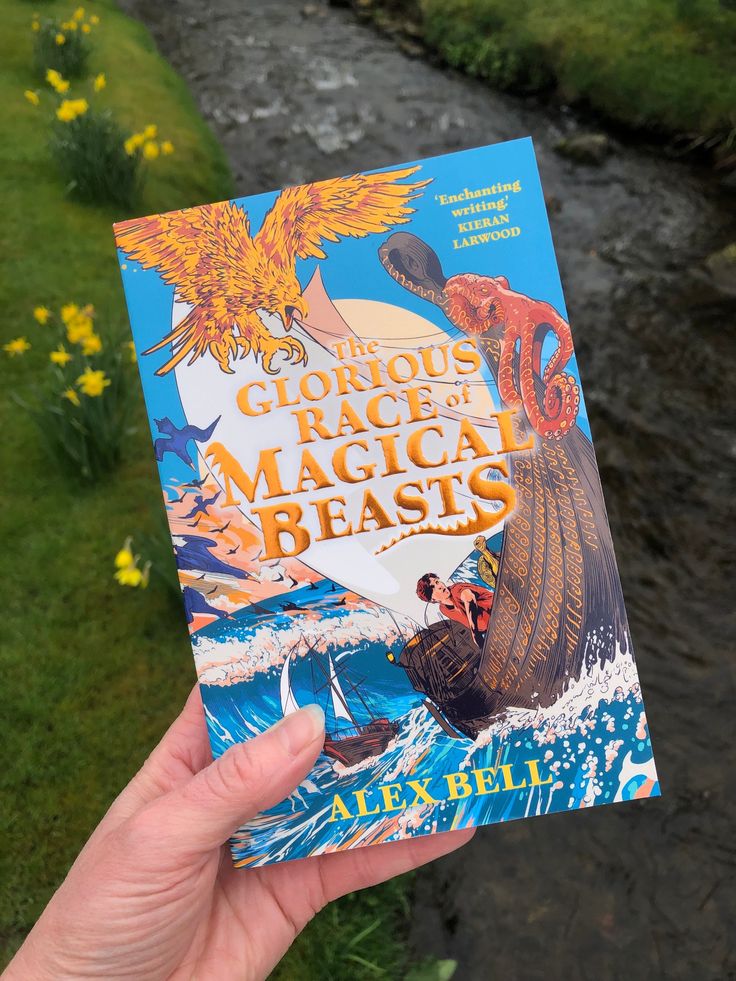 'Enchanting
writing.'
KIERAN
LARWOOD
The
GLORIOUS
RACE of
MAGICAL
BEASTS
ALEX BELL